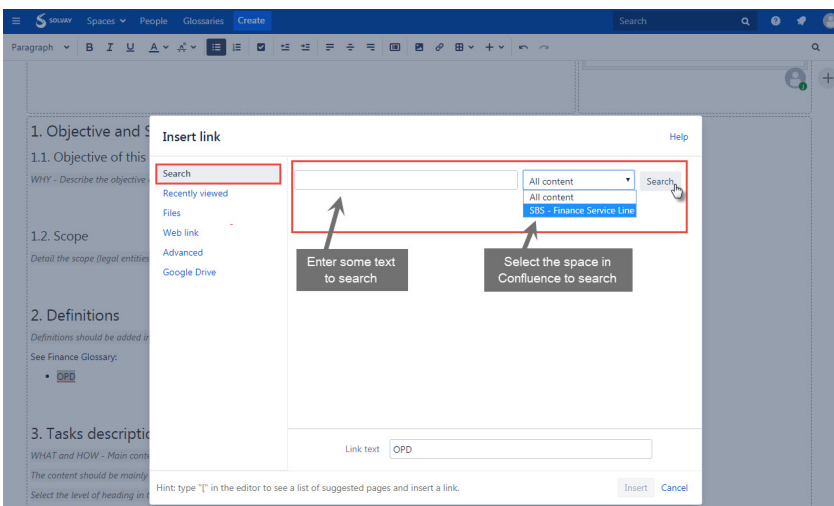 SOLVAY Spaces People Glossaries Create Search
Paragraph B I U A
1. Objective and S
1.1. Objective of this
WHY - Describe the objective
1.2. Scope
Detail the scope (legal entities
2. Definitions
Definitions should be added in
See Finance Glossary:
• OPD
3. Tasks descriptio
WHAT and HOW - Main conte
The content should be mainly
Select the level of heading in t
Insert link
Help
Search
Recently viewed
Files
Web link
Advanced
Google Drive
All content
Search
All content
SBS - Finance Service Line
Enter some text
to search
Select the space in
Confluence to search
Link text OPD
Hint: type "[" in the editor to see a list of suggested pages and insert a link.
Insert Cancel